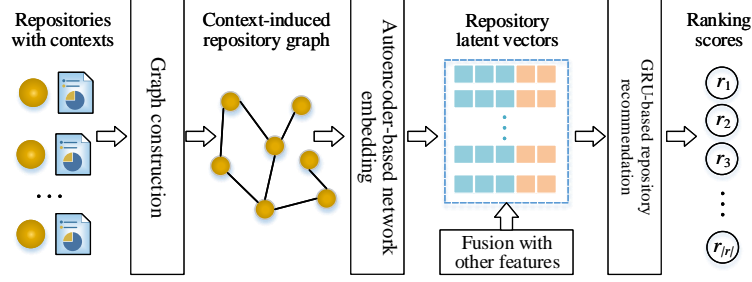 Repositories
with contexts
Graph construction
Context-induced
repository graph
Autoencoder-based network
embedding
Repository
latent vectors
Fusion with
other features
GRU-based repository
recommendation
Ranking
scores
r1
r2
r3
r|r|